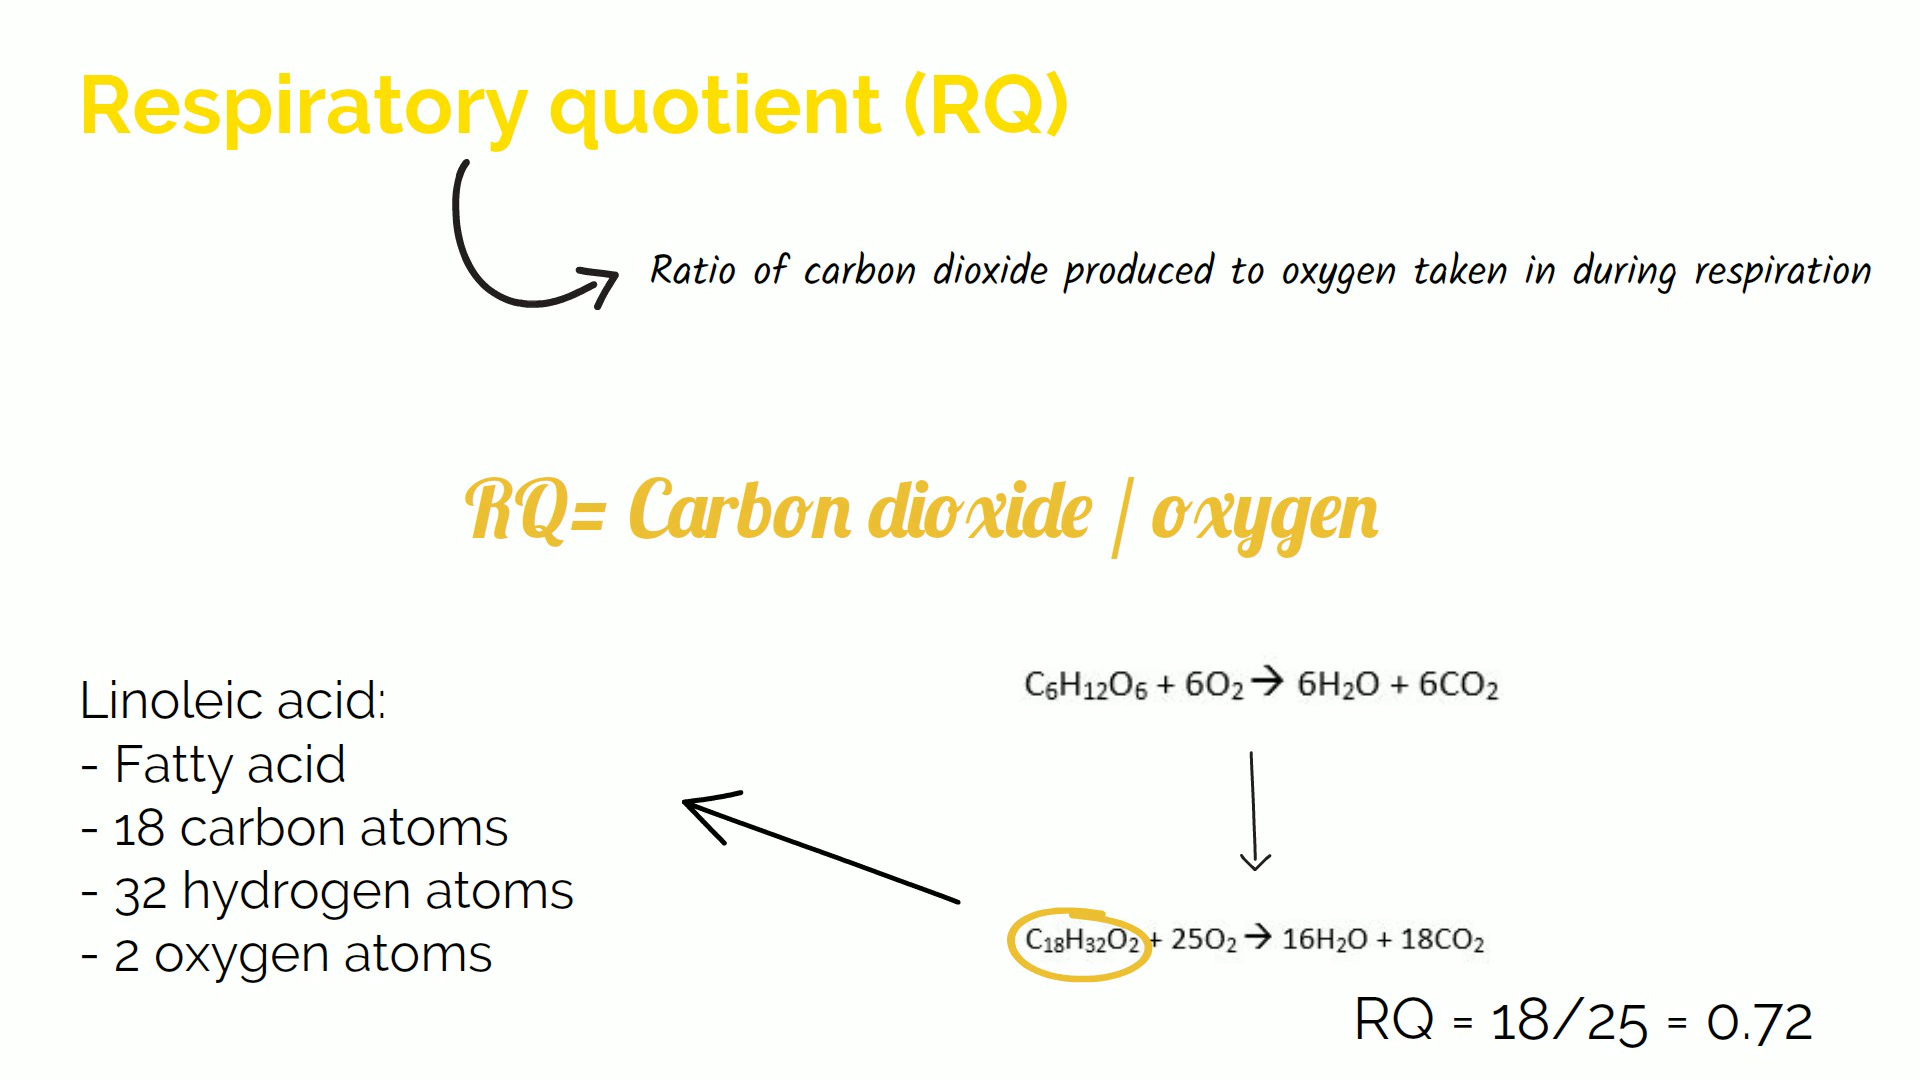 Respiratory quotient (RQ)
Ratio of carbon dioxide produced to oxygen taken in during respiration
RQ= Carbon dioxide / oxygen
Linoleic acid:
- Fatty acid
- 18 carbon atoms
- 32 hydrogen atoms
- 2 oxygen atoms
C₆H₁₂O₆ + 6O₂ → 6H₂O + 6CO₂
C₁₈H₃₂O₂ + 25O₂ → 16H₂O + 18CO₂
RQ = 18/25 = 0.72